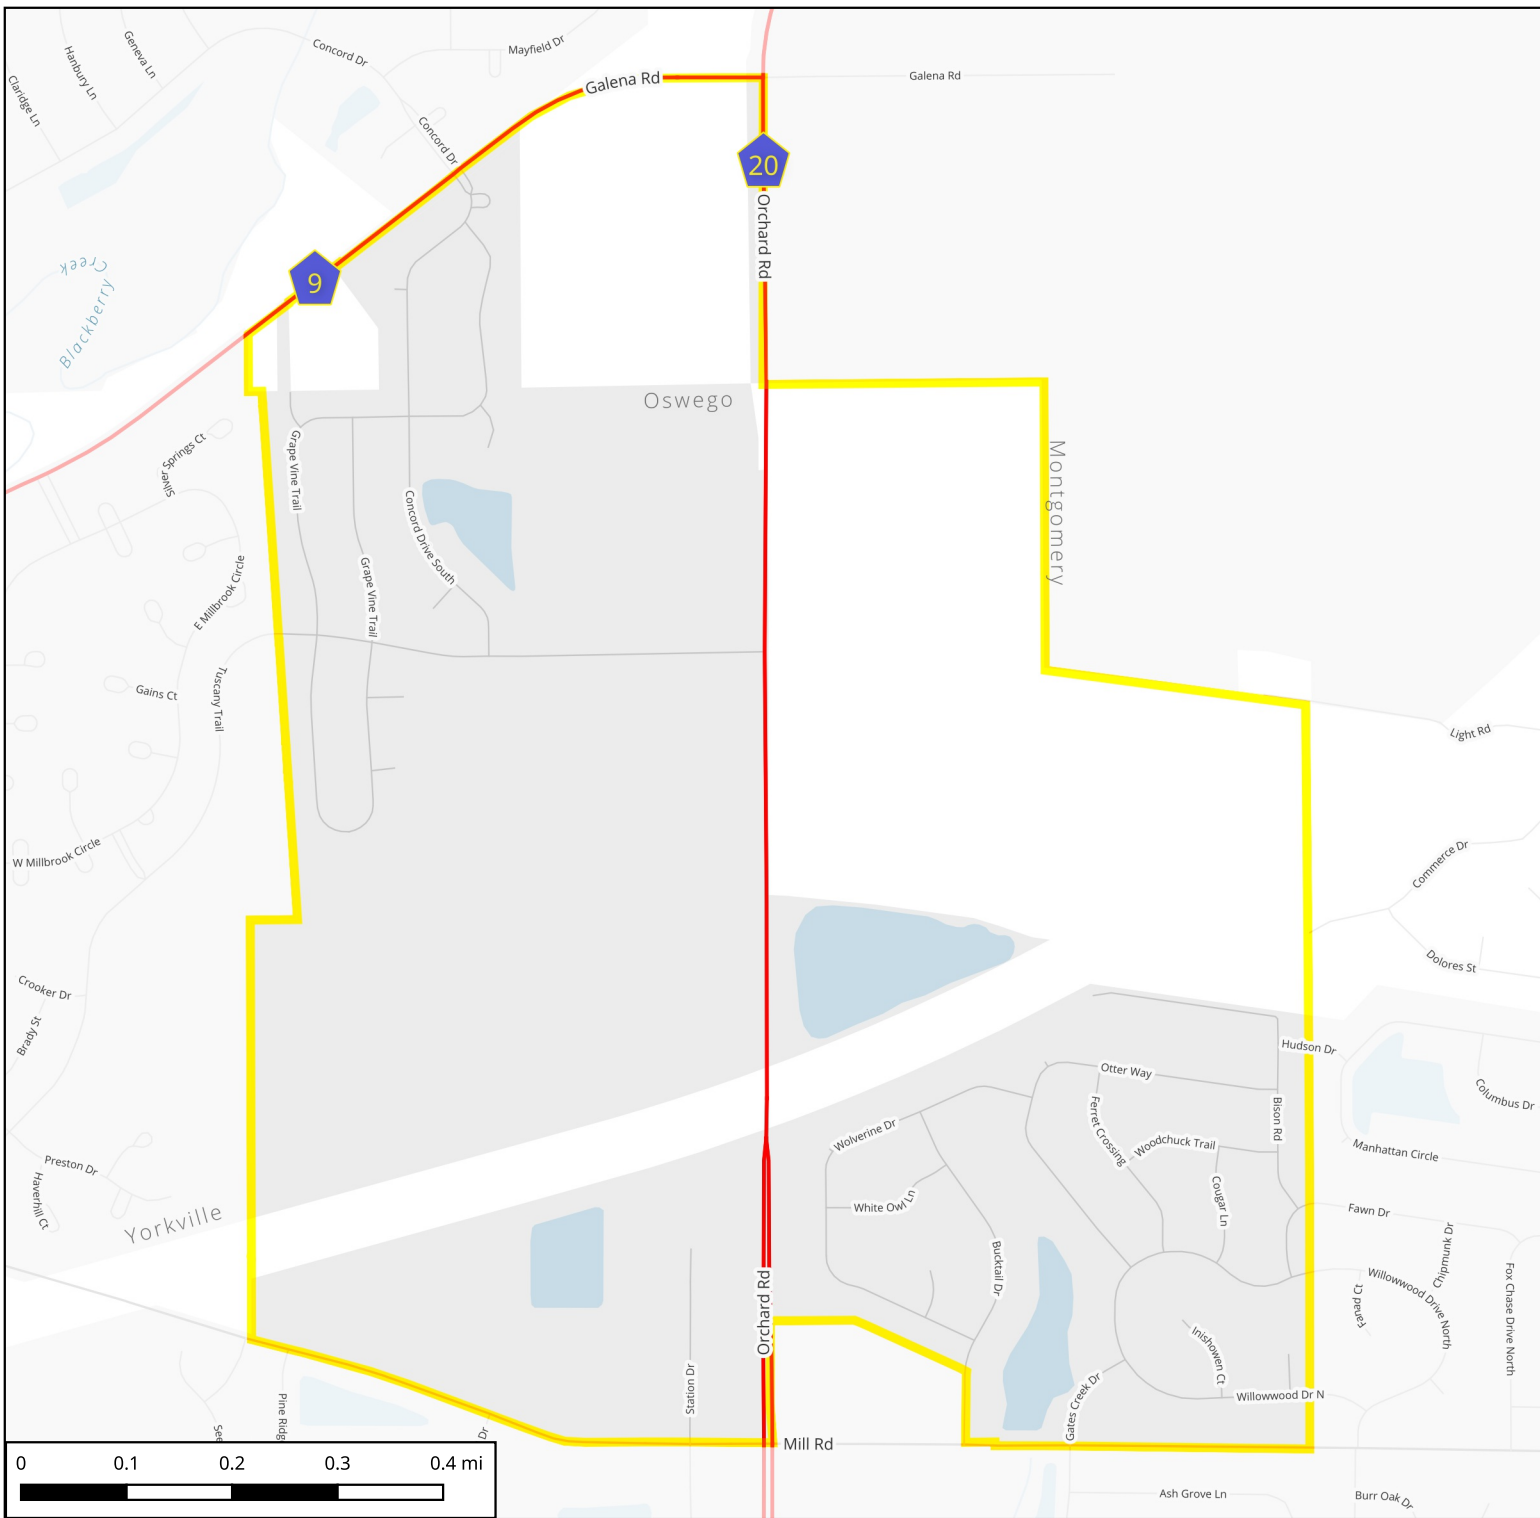 Concord Dr
Mayfield Dr
Geneva Ln
Hanbury Ln
Claridge Ln
Galena Rd
Galena Rd
Concord Dr
20
Orchard Rd
9
Blackberry
Creek
Oswego
Montgomery
Silver Springs Ct
Grape Vine Trail
Concord Drive South
Grape Vine Trail
E Millbrook Circle
Tuscany Trail
Gains Ct
Light Rd
W Millbrook Circle
Commerce Dr
Dolores St
Crooker Dr
Brady St
Hudson Dr
Otter Way
Columbus Dr
Ferret Crossing
Bison Rd
Wolverine Dr
Woodchuck Trail
Manhattan Circle
Preston Dr
Haverhill Ct
White Owl Ln
Cougar Ln
Fawn Dr
Yorkville
Chipmunk Dr
Bucktail Dr
Willowwood Drive North
Fanad Ct
Fox Chase Drive North
Orchard Rd
Inishowen Ct
Station Dr
Gates Creek Dr
Willowwood Dr N
Pine Ridg
See
Dr
Mill Rd
0 0.1 0.2 0.3 0.4 mi
Ash Grove Ln
Burr Oak Dr